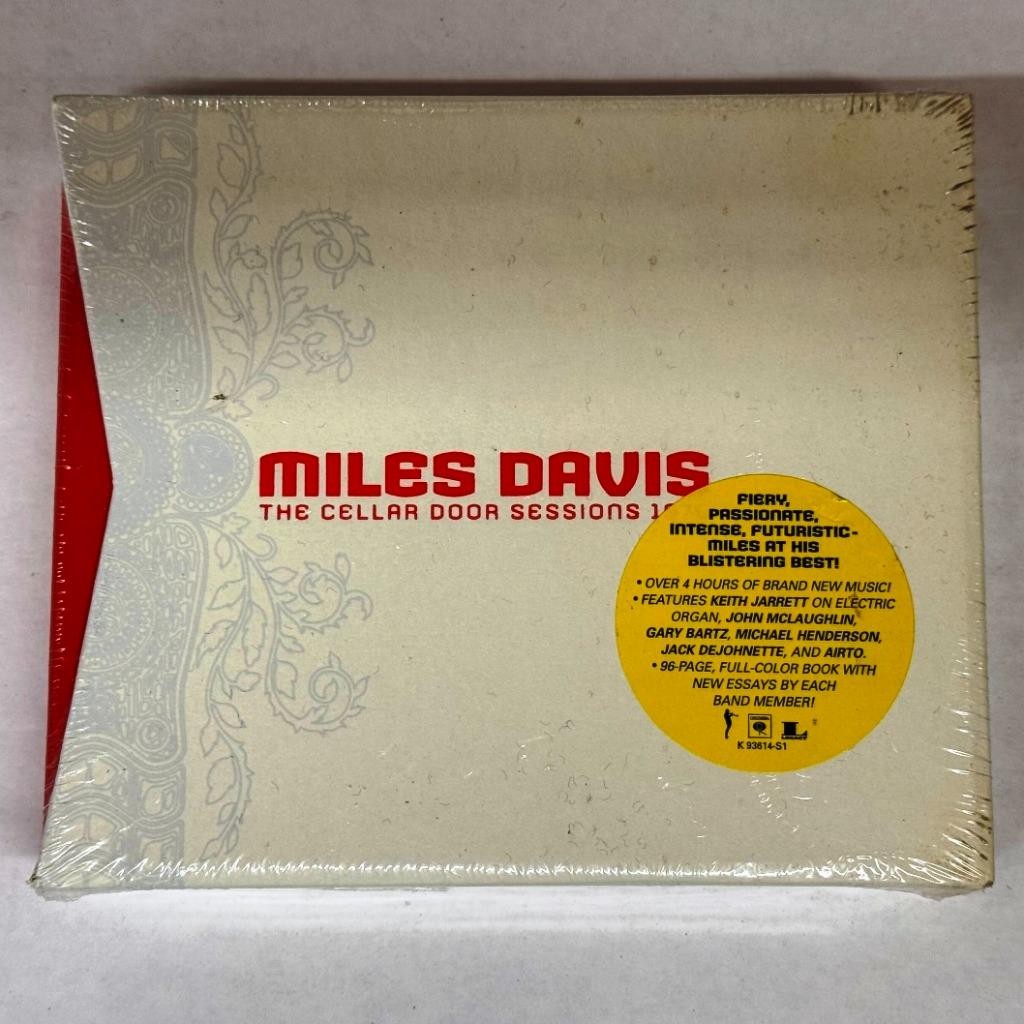 MILES DAVIS
THE CELLAR DOOR SESSIONS 19
FIERY,
PASSIONATE,
INTENSE, FUTURISTIC-
MILES AT HIS
BLISTERING BEST!
• OVER 4 HOURS OF BRAND NEW MUSIC!
• FEATURES KEITH JARRETT ON ELECTRIC
ORGAN, JOHN MCLAUGHLIN,
GARY BARTZ, MICHAEL HENDERSON,
JACK DEJOHNETTE, AND AIRTO.
• 96-PAGE, FULL-COLOR BOOK WITH
NEW ESSAYS BY EACH
BAND MEMBER!
K 93614-S1